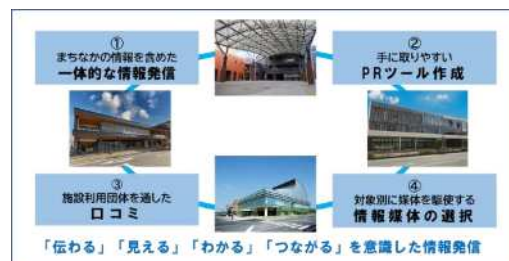 ①
まちなかの情報を含めた
一体的な情報発信
②
手に取りやすい
PRツール作成
③
施設利用団体を通した
口コミ
④
対象別に媒体を駆使する
情報媒体の選択
「伝わる」「見える」「わかる」「つながる」を意識した情報発信